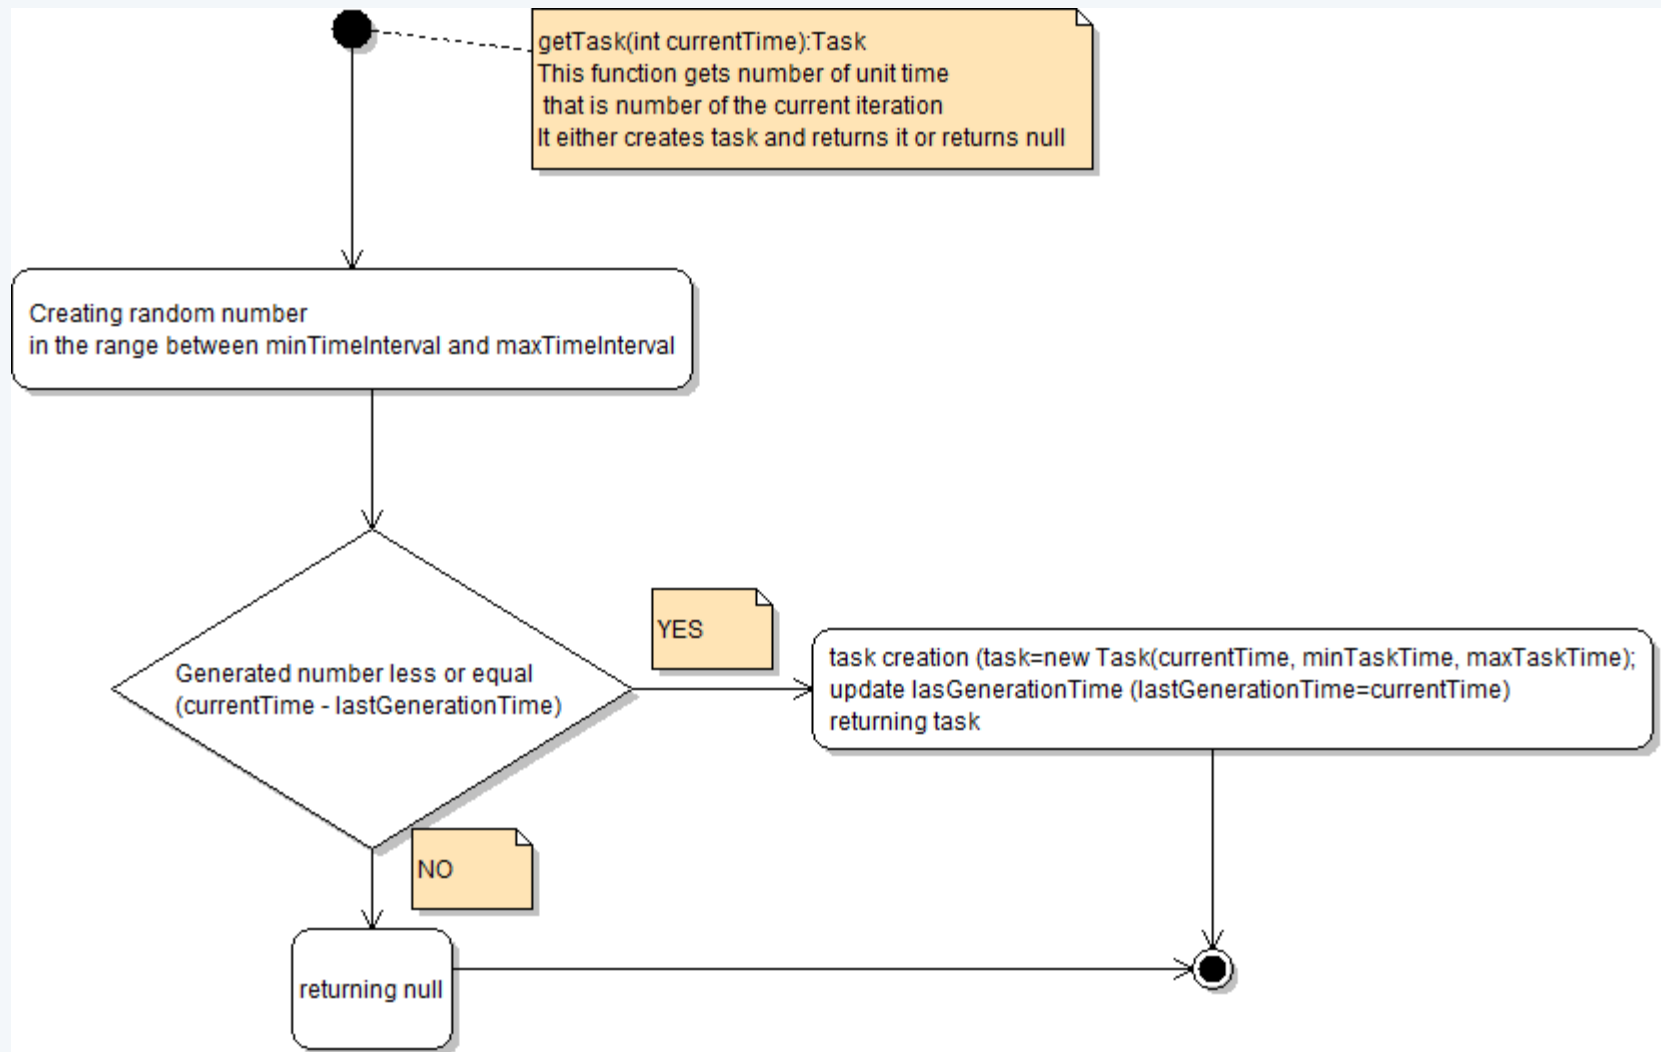 getTask(int currentTime):Task
This function gets number of unit time
that is number of the current iteration
It either creates task and returns it or returns null
Creating random number
in the range between minTimeInterval and maxTimeInterval
Generated number less or equal
(currentTime - lastGenerationTime)
YES
task creation (task=new Task(currentTime, minTaskTime, maxTaskTime);
update lasGenerationTime (lastGenerationTime=currentTime)
returning task
NO
returning null